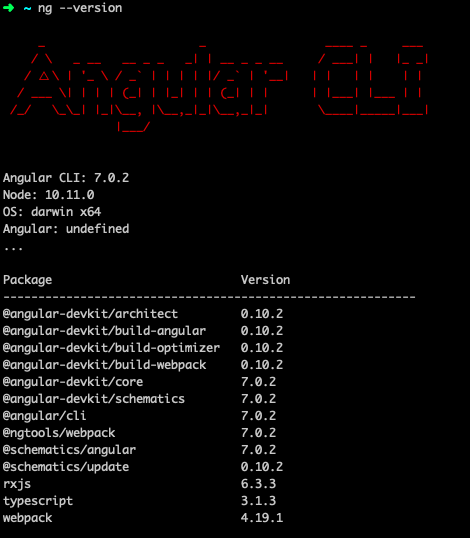 ➜ ~ ng --version
Angular CLI
Angular CLI: 7.0.2
Node: 10.11.0
OS: darwin x64
Angular: undefined
...
Package Version
-----------------------------------------------------------
@angular-devkit/architect 0.10.2
@angular-devkit/build-angular 0.10.2
@angular-devkit/build-optimizer 0.10.2
@angular-devkit/build-webpack 0.10.2
@angular-devkit/core 7.0.2
@angular-devkit/schematics 7.0.2
@angular/cli 7.0.2
@ngtools/webpack 7.0.2
@schematics/angular 7.0.2
@schematics/update 0.10.2
rxjs 6.3.3
typescript 3.1.3
webpack 4.19.1